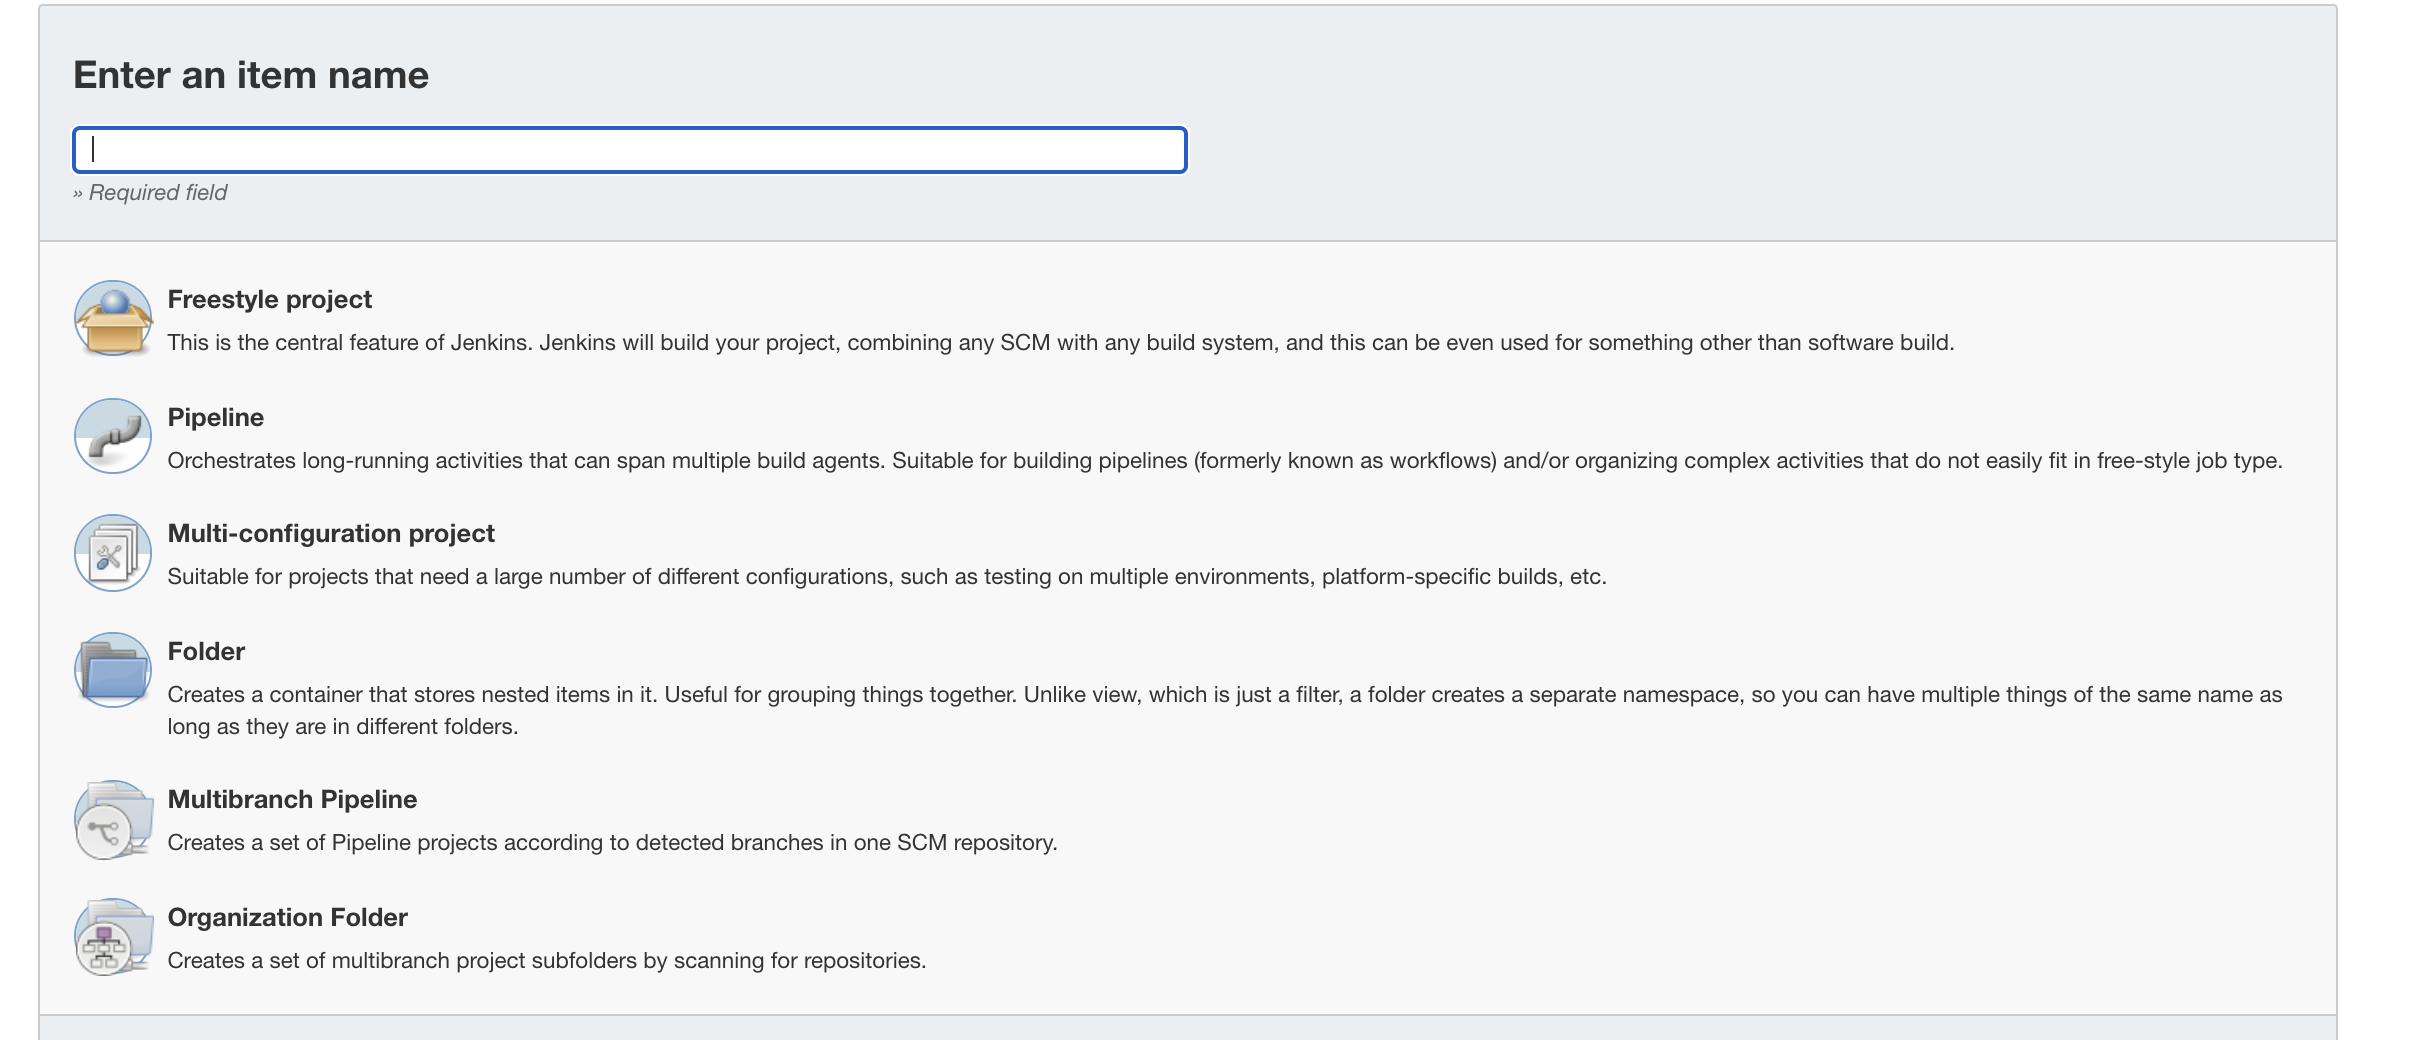 Enter an item name
» Required field
Freestyle project
This is the central feature of Jenkins. Jenkins will build your project, combining any SCM with any build system, and this can be even used for something other than software build.
Pipeline
Orchestrates long-running activities that can span multiple build agents. Suitable for building pipelines (formerly known as workflows) and/or organizing complex activities that do not easily fit in free-style job type.
Multi-configuration project
Suitable for projects that need a large number of different configurations, such as testing on multiple environments, platform-specific builds, etc.
Folder
Creates a container that stores nested items in it. Useful for grouping things together. Unlike view, which is just a filter, a folder creates a separate namespace, so you can have multiple things of the same name as
long as they are in different folders.
Multibranch Pipeline
Creates a set of Pipeline projects according to detected branches in one SCM repository.
Organization Folder
Creates a set of multibranch project subfolders by scanning for repositories.